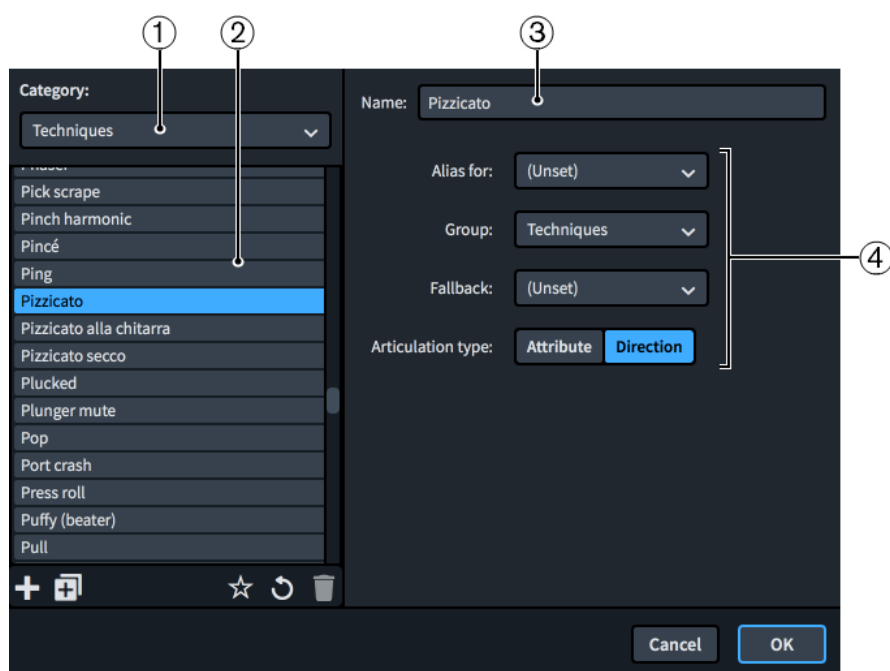 ① ② ③
Category:
Techniques
Phaser
Pick scrape
Pinch harmonic
Pincé
Ping
Pizzicato
Pizzicato alla chitarra
Pizzicato secco
Plucked
Plunger mute
Pop
Port crash
Press roll
Puffy (beater)
Pull
Name: Pizzicato
Alias for: (Unset)
Group: Techniques
Fallback: (Unset)
Articulation type: Attribute Direction
④
Cancel OK